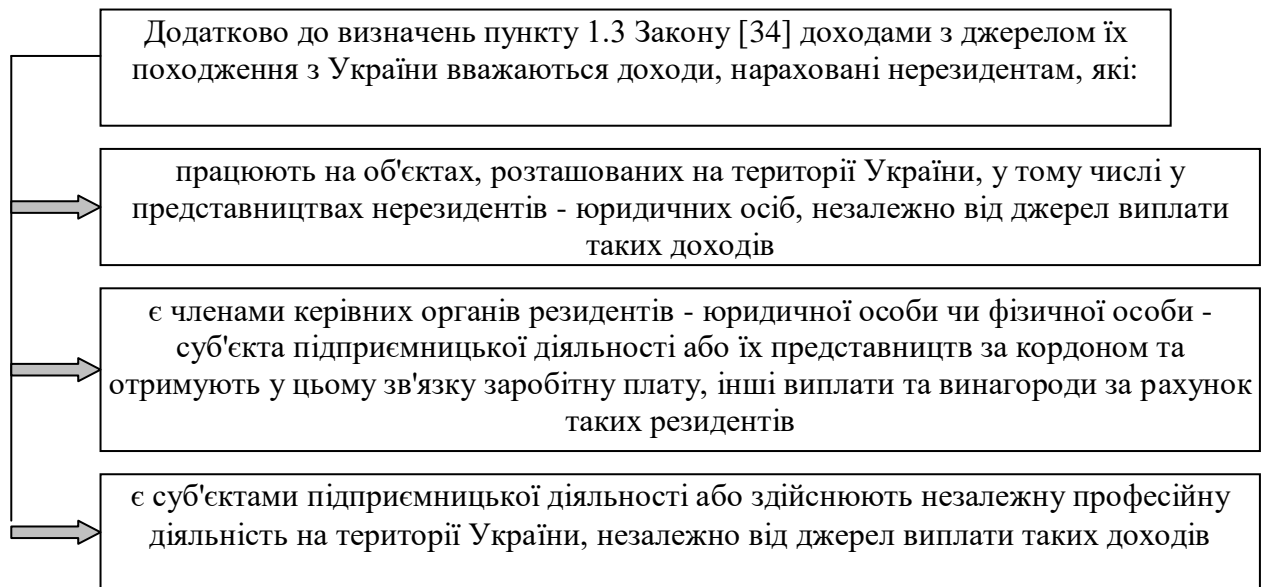 Додатково до визначень пункту 1.3 Закону [34] доходами з джерелом їх
походження з України вважаються доходи, нараховані нерезидентам, які:
працюють на об'єктах, розташованих на території України, у тому числі у
представництвах нерезидентів - юридичних осіб, незалежно від джерел виплати
таких доходів
є членами керівних органів резидентів - юридичної особи чи фізичної особи -
суб'єкта підприємницької діяльності або їх представництв за кордоном та
отримують у цьому зв'язку заробітну плату, інші виплати та винагороди за рахунок
таких резидентів
є суб'єктами підприємницької діяльності або здійснюють незалежну професійну
діяльність на території України, незалежно від джерел виплати таких доходів